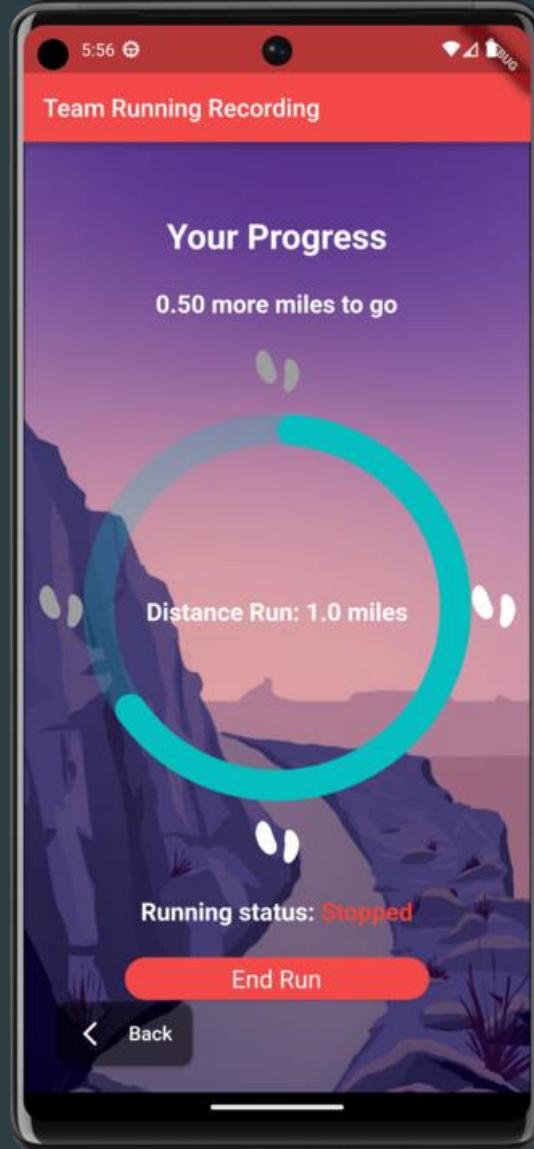 5:56
DEBUG
Team Running Recording
Your Progress
0.50 more miles to go
Distance Run: 1.0 miles
Running status: Stopped
End Run
Back